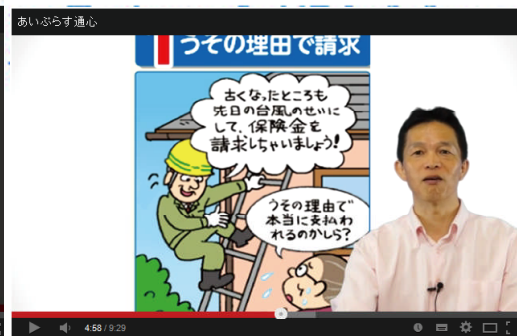 あいぷらす通心
うその理由で請求
古くなったところも
先日の台風のせいに
して、保険金を
請求しちゃいましょう!
うその理由で
本当に支払わ
れるのかしら?
4:58 / 9:29